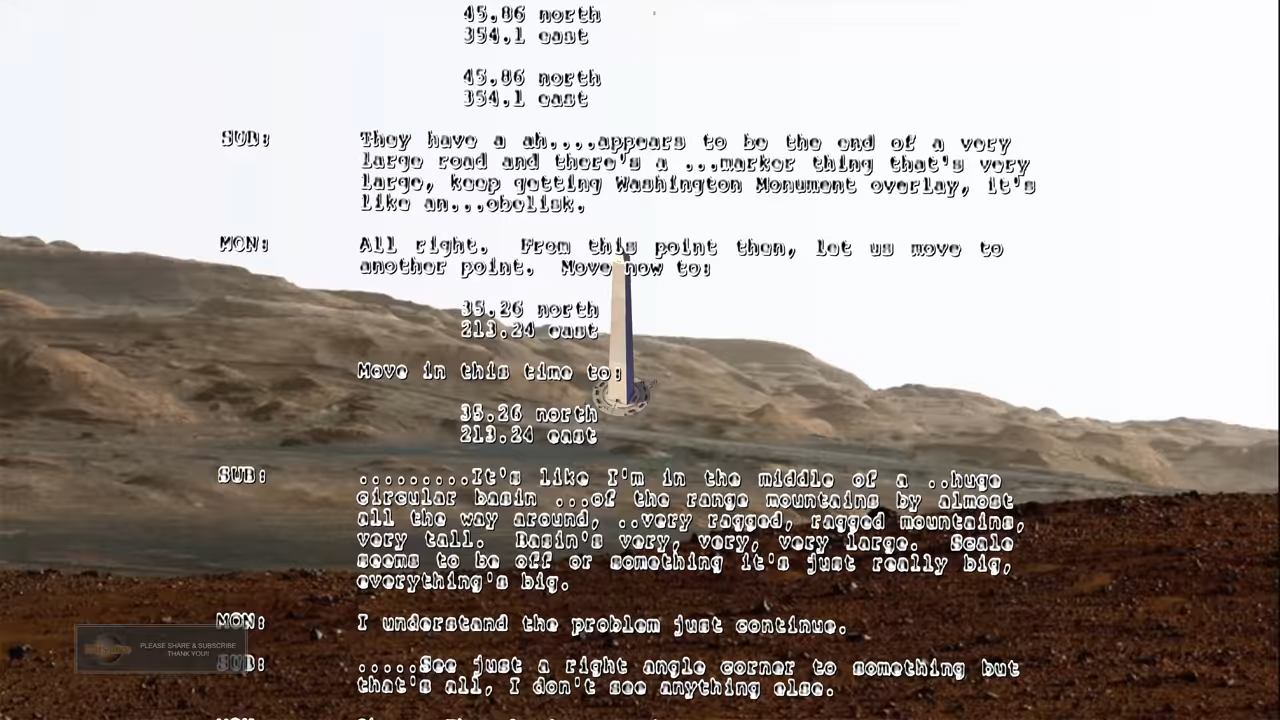 45.86 north
354.1 east
45.86 north
354.1 east
SUB: They have a ah....appears to be the end of a very
large road and there's a ...marker thing that's very
large, keep getting Washington Monument overlay, it's
like an...obelisk.
MON: All right. From this point then, let us move to
another point. Move now to:
35.26 north
213.24 east
Move in this time to:
35.26 north
213.24 east
SUB: .........It's like I'm in the middle of a ..huge
circular basin ...of the range mountains by almost
all the way around, ..very ragged, ragged mountains,
very tall. Basin's very, very, very large. Scale
seems to be off or something it's just really big,
everything's big.
MON: I understand the problem just continue.
SUB: .....See just a right angle corner to something but
that's all, I don't see anything else.
PLEASE SHARE & SUBSCRIBE
THANK YOU!!